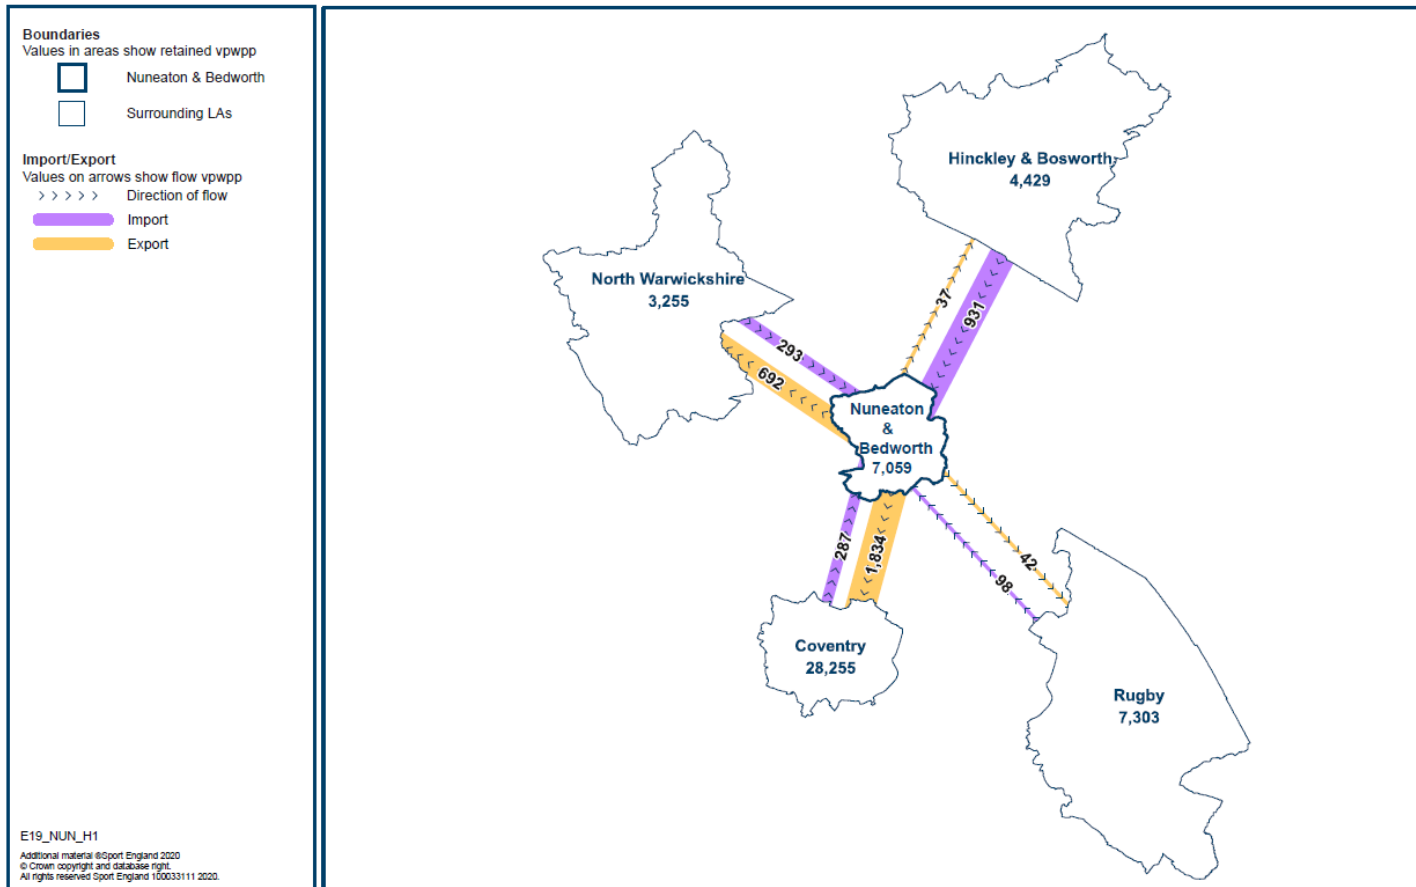 Boundaries
Values in areas show retained vpwpp
Nuneaton & Bedworth
Surrounding LAs
Import/Export
Values on arrows show flow vpwpp
Direction of flow
Import
Export
E19_NUN_H1
Additional material @Sport England 2020
© Crown copyright and database right.
All rights reserved Sport England 100033111 2020.
Hinckley & Bosworth
4,429
North Warwickshire
3,255
37
931
293
692
Nuneaton
&
Bedworth
7,059
287
1,834
42
98
Coventry
28,255
Rugby
7,303